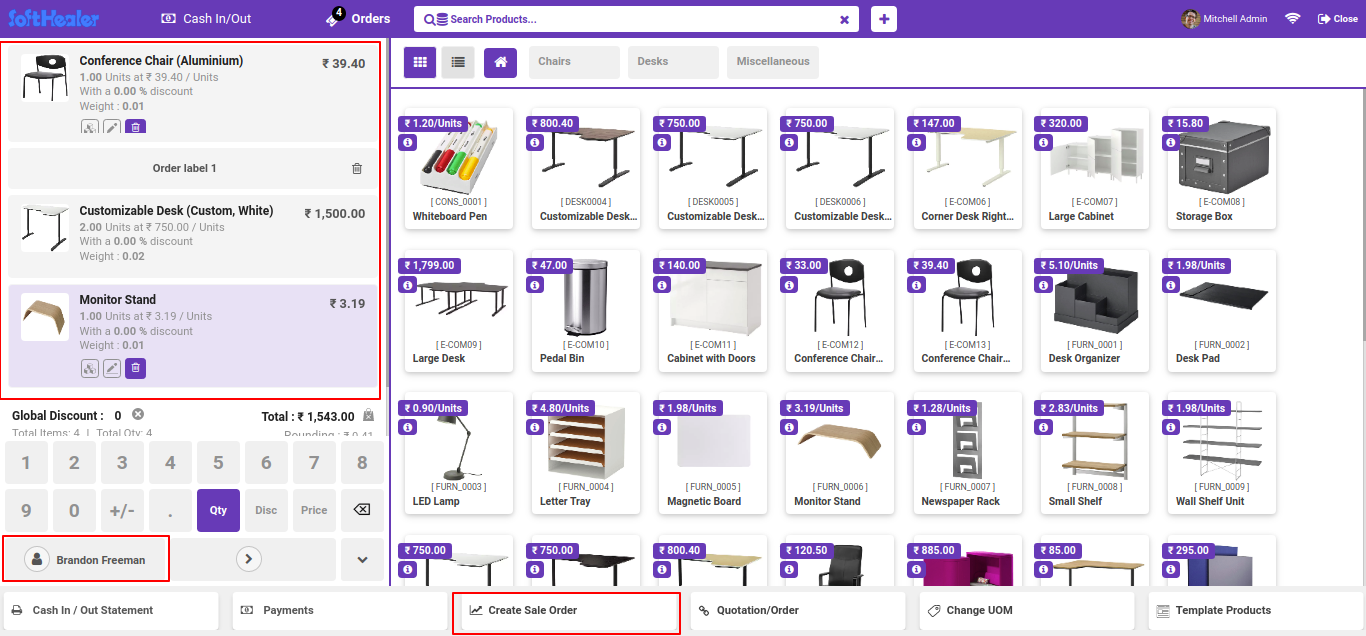 SoftHealer
Cash In/Out
4
Orders
Search Products...
Mitchell Admin
Close
Conference Chair (Aluminium)
₹ 39.40
1.00 Units at ₹ 39.40 / Units
With a 0.00 % discount
Weight : 0.01
Order label 1
Customizable Desk (Custom, White)
₹ 1,500.00
2.00 Units at ₹ 750.00 / Units
With a 0.00 % discount
Weight : 0.02
Monitor Stand
₹ 3.19
1.00 Units at ₹ 3.19 / Units
With a 0.00 % discount
Weight : 0.01
Global Discount : 0
Total : ₹ 1,543.00
Total Items: 4 | Total Qty: 4
Rounding : ₹ 0.41
1 2 3 4 5 6 7 8
9 0 +/- . Qty Disc Price
Brandon Freeman
Chairs
Desks
Miscellaneous
₹ 1.20/Units
[ CONS_0001 ]
Whiteboard Pen
₹ 800.40
[ DESK0004 ]
Customizable Desk...
₹ 750.00
[ DESK0005 ]
Customizable Desk...
₹ 750.00
[ DESK0006 ]
Customizable Desk...
₹ 147.00
[ E-COM06 ]
Corner Desk Right...
₹ 320.00
[ E-COM07 ]
Large Cabinet
₹ 15.80
[ E-COM08 ]
Storage Box
₹ 1,799.00
[ E-COM09 ]
Large Desk
₹ 47.00
[ E-COM10 ]
Pedal Bin
₹ 140.00
[ E-COM11 ]
Cabinet with Doors
₹ 33.00
[ E-COM12 ]
Conference Chair...
₹ 39.40
[ E-COM13 ]
Conference Chair...
₹ 5.10/Units
[ FURN_0001 ]
Desk Organizer
₹ 1.98/Units
[ FURN_0002 ]
Desk Pad
₹ 0.90/Units
[ FURN_0003 ]
LED Lamp
₹ 4.80/Units
[ FURN_0004 ]
Letter Tray
₹ 1.98/Units
[ FURN_0005 ]
Magnetic Board
₹ 3.19/Units
[ FURN_0006 ]
Monitor Stand
₹ 1.28/Units
[ FURN_0007 ]
Newspaper Rack
₹ 2.83/Units
[ FURN_0008 ]
Small Shelf
₹ 1.98/Units
[ FURN_0009 ]
Wall Shelf Unit
₹ 750.00
₹ 750.00
₹ 800.40
₹ 120.50
₹ 885.00
₹ 85.00
₹ 295.00
Cash In / Out Statement
Payments
Create Sale Order
Quotation/Order
Change UOM
Template Products